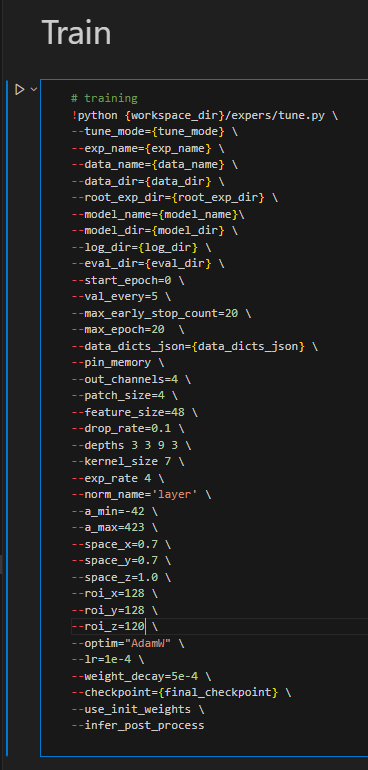 Train
# training
!python {workspace_dir}/expers/tune.py \
--tune_mode={tune_mode} \
--exp_name={exp_name} \
--data_name={data_name} \
--data_dir={data_dir} \
--root_exp_dir={root_exp_dir} \
--model_name={model_name}\
--model_dir={model_dir} \
--log_dir={log_dir} \
--eval_dir={eval_dir} \
--start_epoch=0 \
--val_every=5 \
--max_early_stop_count=20 \
--max_epoch=20  \
--data_dicts_json={data_dicts_json} \
--pin_memory \
--out_channels=4 \
--patch_size=4 \
--feature_size=48 \
--drop_rate=0.1 \
--depths 3 3 9 3 \
--kernel_size 7 \
--exp_rate 4 \
--norm_name='layer' \
--a_min=-42 \
--a_max=423 \
--space_x=0.7 \
--space_y=0.7 \
--space_z=1.0 \
--roi_x=128 \
--roi_y=128 \
--roi_z=120 \
--optim="AdamW" \
--lr=1e-4 \
--weight_decay=5e-4 \
--checkpoint={final_checkpoint} \
--use_init_weights \
--infer_post_process